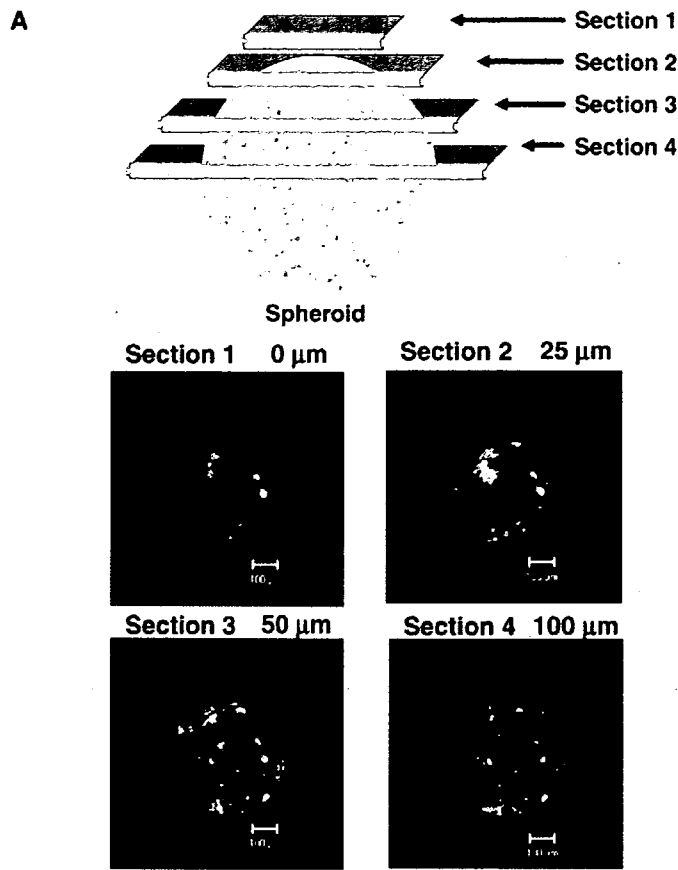 A
Section 1
Section 2
Section 3
Section 4
Spheroid
Section 1 0 μm
Section 2 25 μm
Section 3 50 μm
Section 4 100 μm